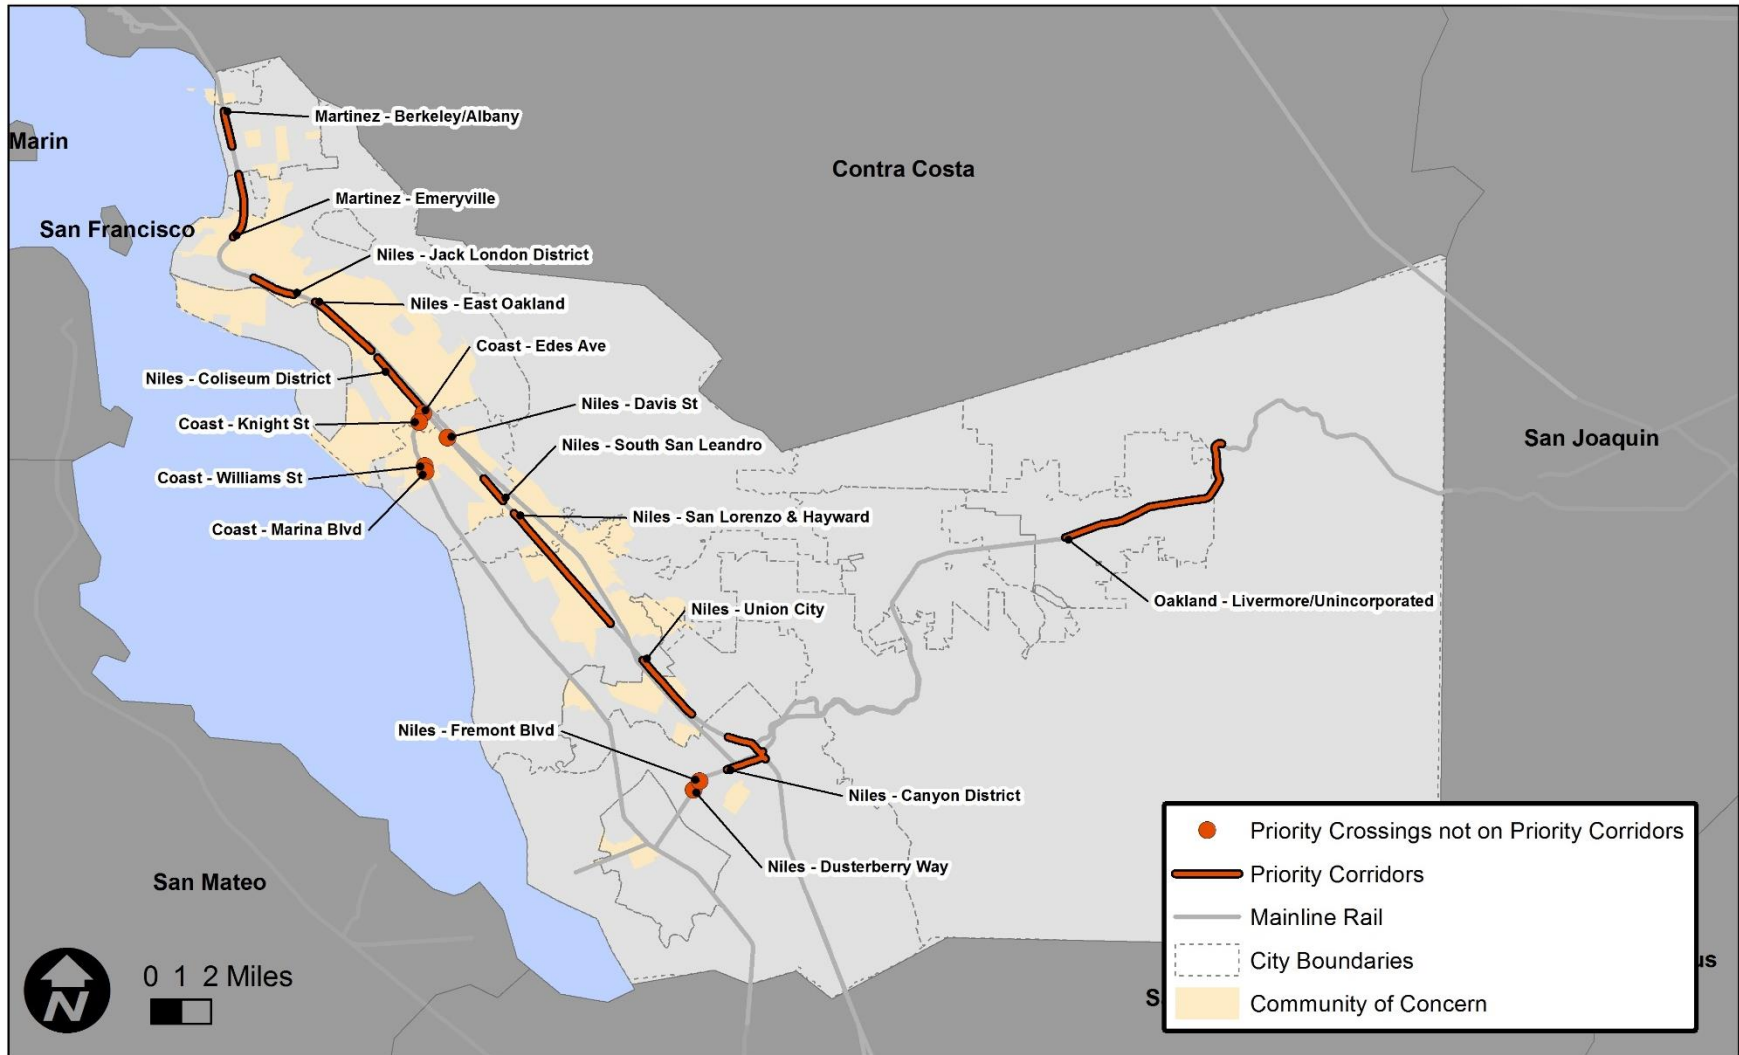 Martinez - Berkeley/Albany
Marin
Contra Costa
Martinez - Emeryville
San Francisco
Niles - Jack London District
Niles - East Oakland
Coast - Edes Ave
Niles - Coliseum District
Niles - Davis St
Coast - Knight St
San Joaquin
Niles - South San Leandro
Coast - Williams St
Niles - San Lorenzo & Hayward
Coast - Marina Blvd
Oakland - Livermore/Unincorporated
Niles - Union City
Niles - Fremont Blvd
Niles - Canyon District
Niles - Dusterberry Way
San Mateo
Priority Crossings not on Priority Corridors
Priority Corridors
Mainline Rail
City Boundaries
Community of Concern
N
0 1 2 Miles